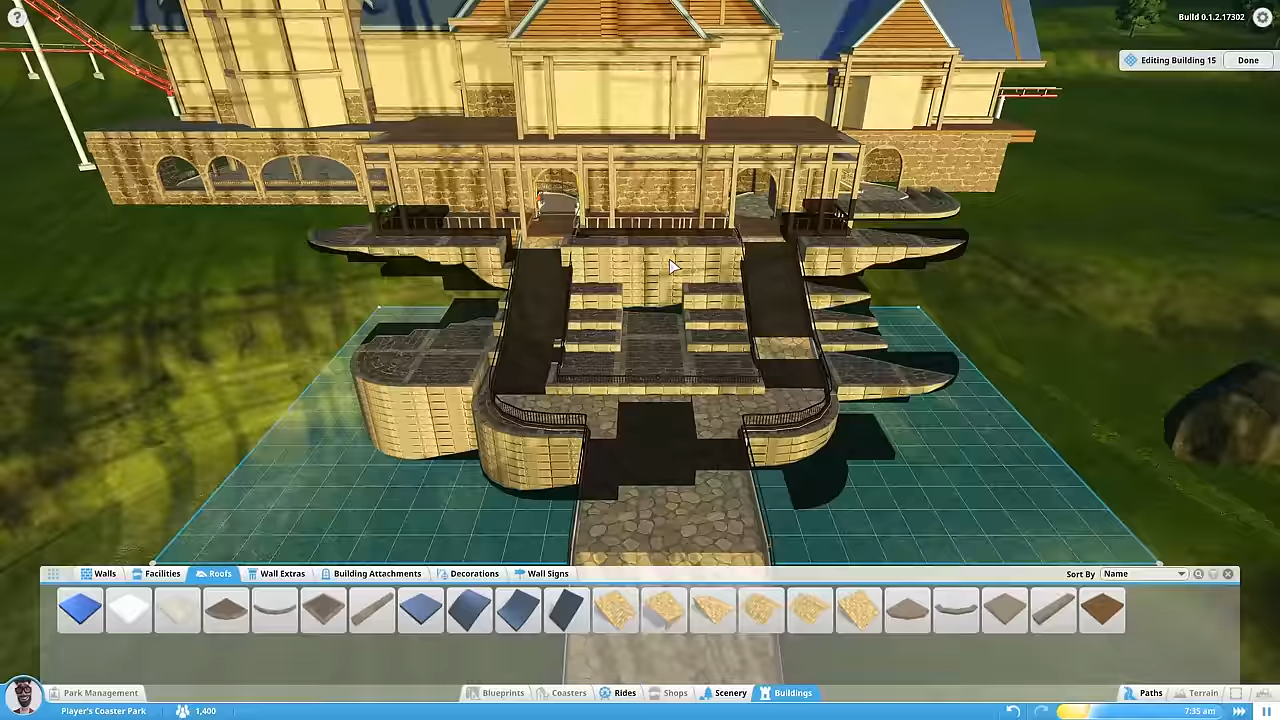 ?
Build 0.1.2.17302
Editing Building 15 Done
Walls Facilities Roofs Wall Extras Building Attachments Decorations Wall Signs Sort By Name
Park Management Blueprints Coasters Rides Shops Scenery Buildings Paths Terrain
Player's Coaster Park 1,400 7:35 am